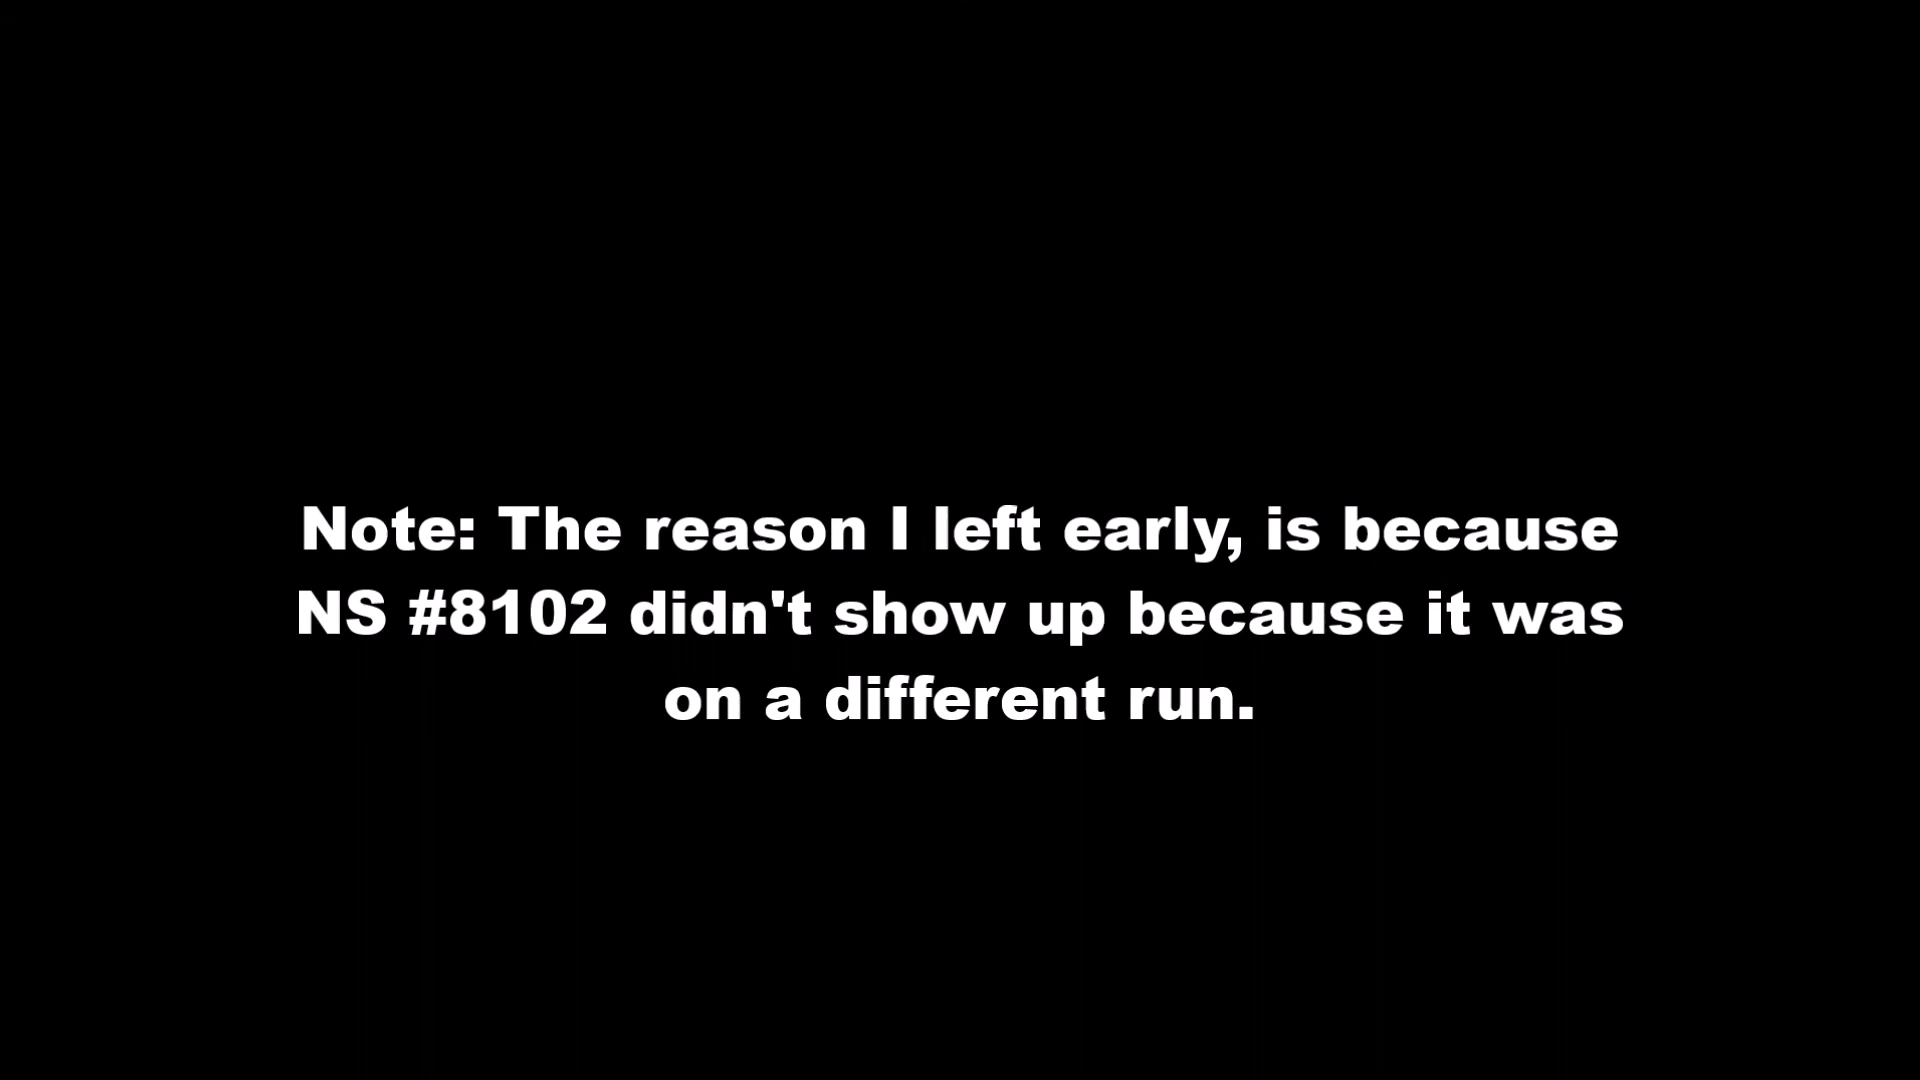 Note: The reason I left early, is because
NS #8102 didn't show up because it was
on a different run.